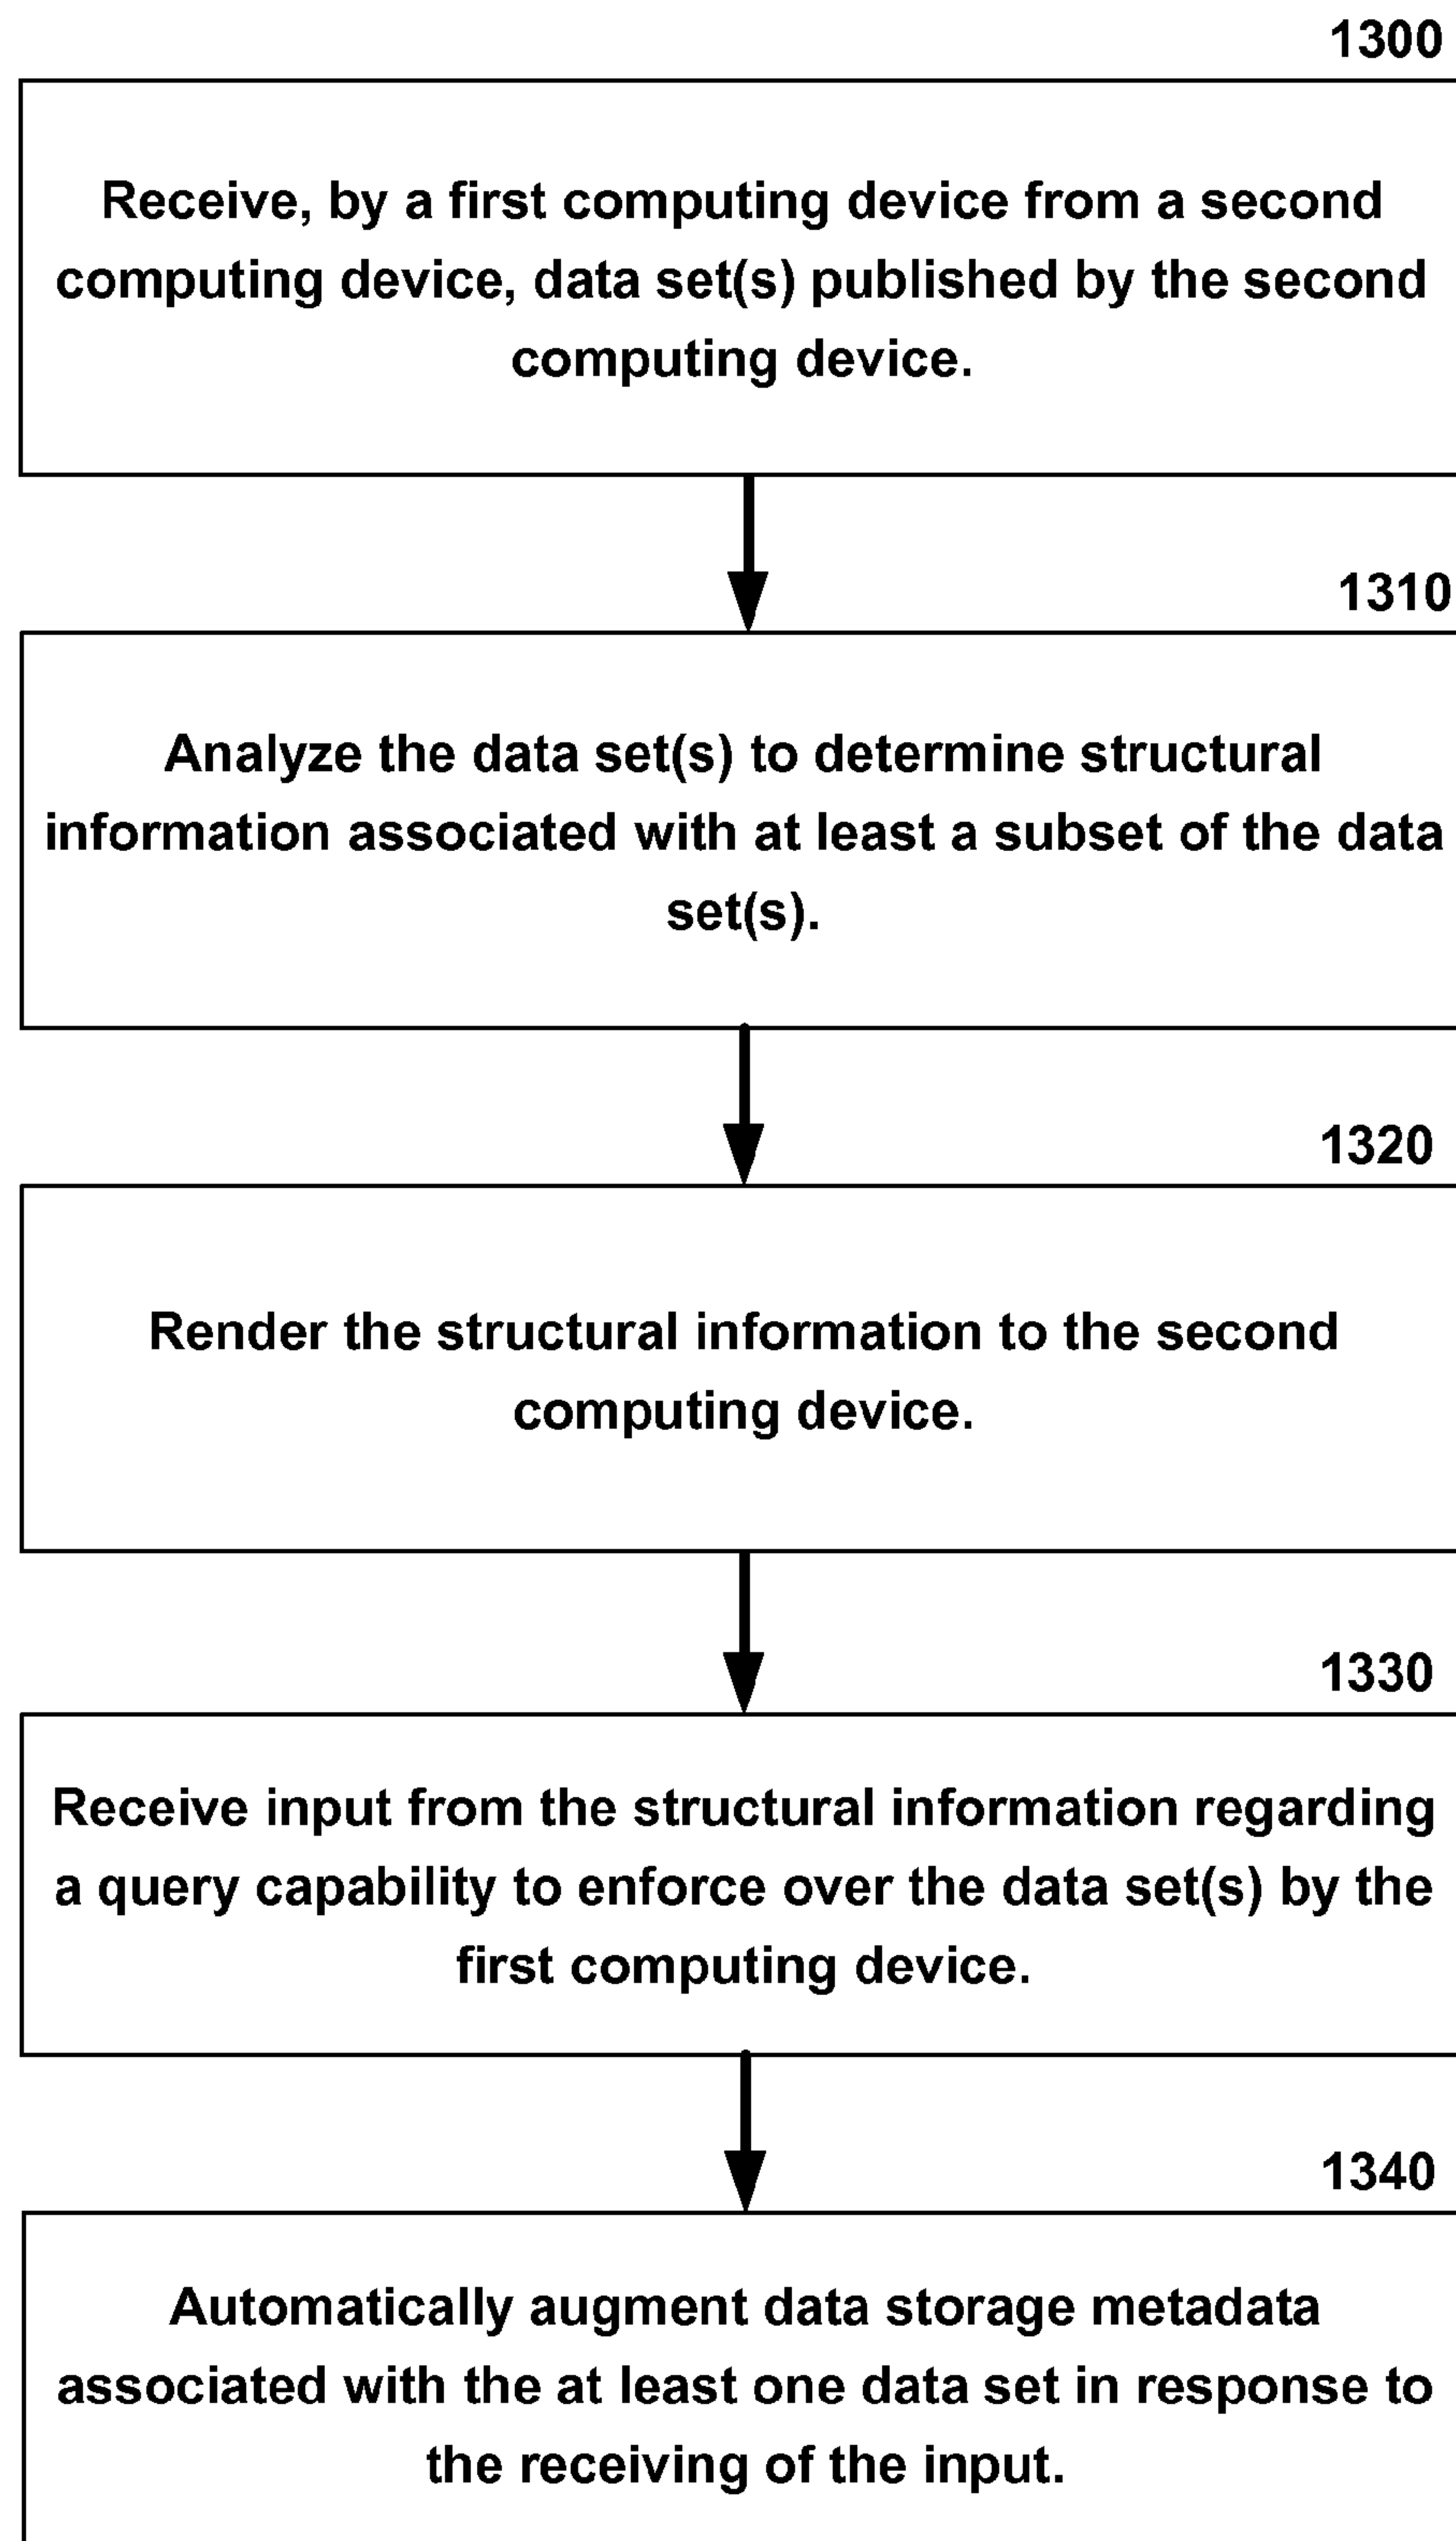 1300
Receive, by a first computing device from a second
computing device, data set(s) published by the second
computing device.
1310
Analyze the data set(s) to determine structural
information associated with at least a subset of the data
set(s).
1320
Render the structural information to the second
computing device.
1330
Receive input from the structural information regarding
a query capability to enforce over the data set(s) by the
first computing device.
1340
Automatically augment data storage metadata
associated with the at least one data set in response to
the receiving of the input.